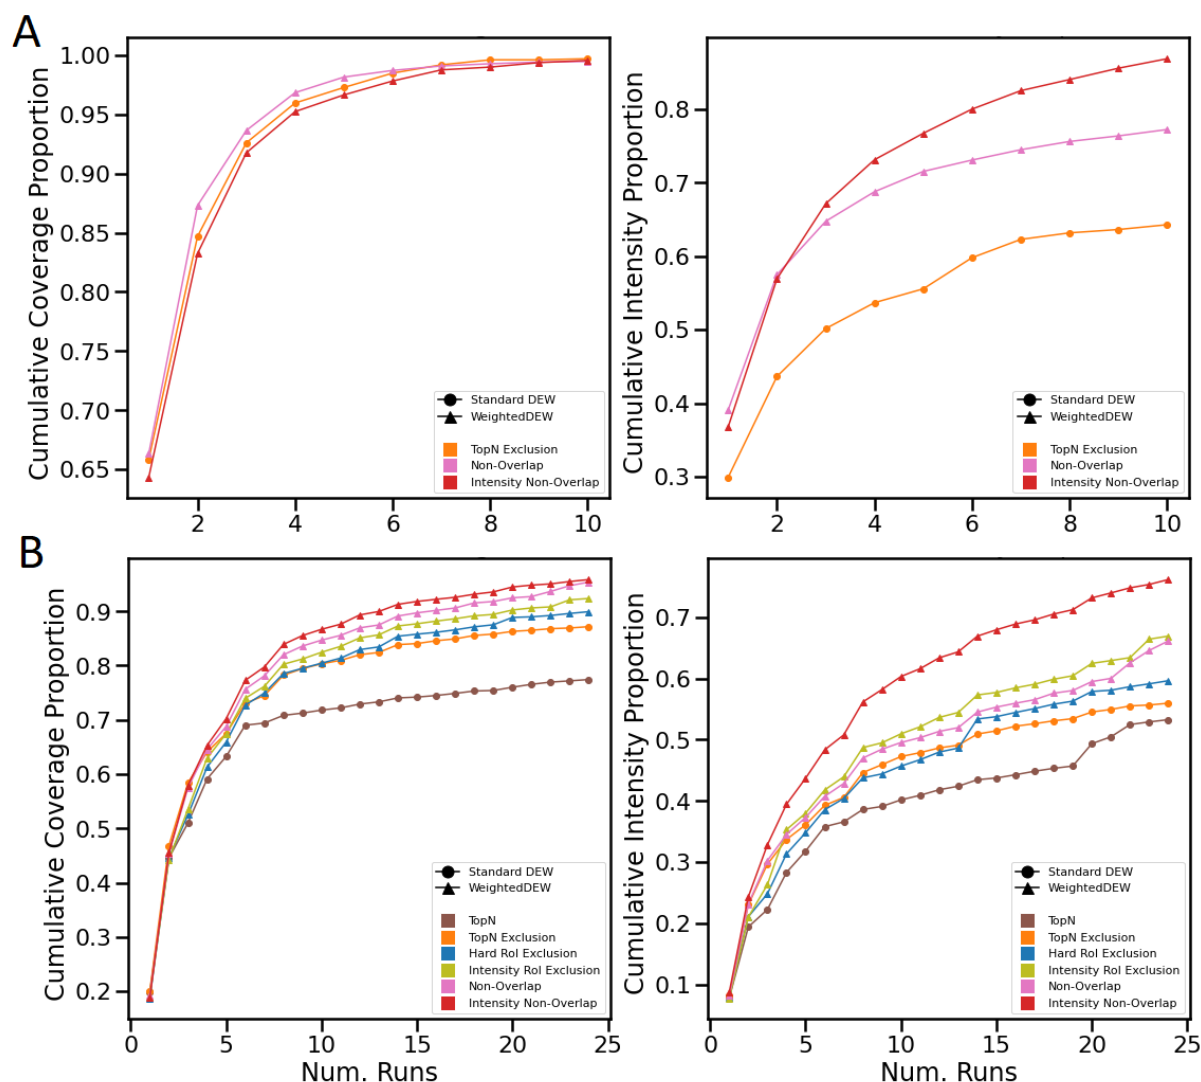 A
Cumulative Coverage Proportion
1.00
0.95
0.90
0.85
0.80
0.75
0.70
0.65
2
4
6
8
10
Standard DEW
WeightedDEW
TopN Exclusion
Non-Overlap
Intensity Non-Overlap
Cumulative Intensity Proportion
0.8
0.7
0.6
0.5
0.4
0.3
2
4
6
8
10
Standard DEW
WeightedDEW
TopN Exclusion
Non-Overlap
Intensity Non-Overlap
B
Cumulative Coverage Proportion
0.9
0.8
0.7
0.6
0.5
0.4
0.3
0.2
0
5
10
15
20
25
Num. Runs
Standard DEW
WeightedDEW
TopN
TopN Exclusion
Hard RoI Exclusion
Intensity RoI Exclusion
Non-Overlap
Intensity Non-Overlap
Cumulative Intensity Proportion
0.7
0.6
0.5
0.4
0.3
0.2
0.1
0
5
10
15
20
25
Num. Runs
Standard DEW
WeightedDEW
TopN
TopN Exclusion
Hard RoI Exclusion
Intensity RoI Exclusion
Non-Overlap
Intensity Non-Overlap